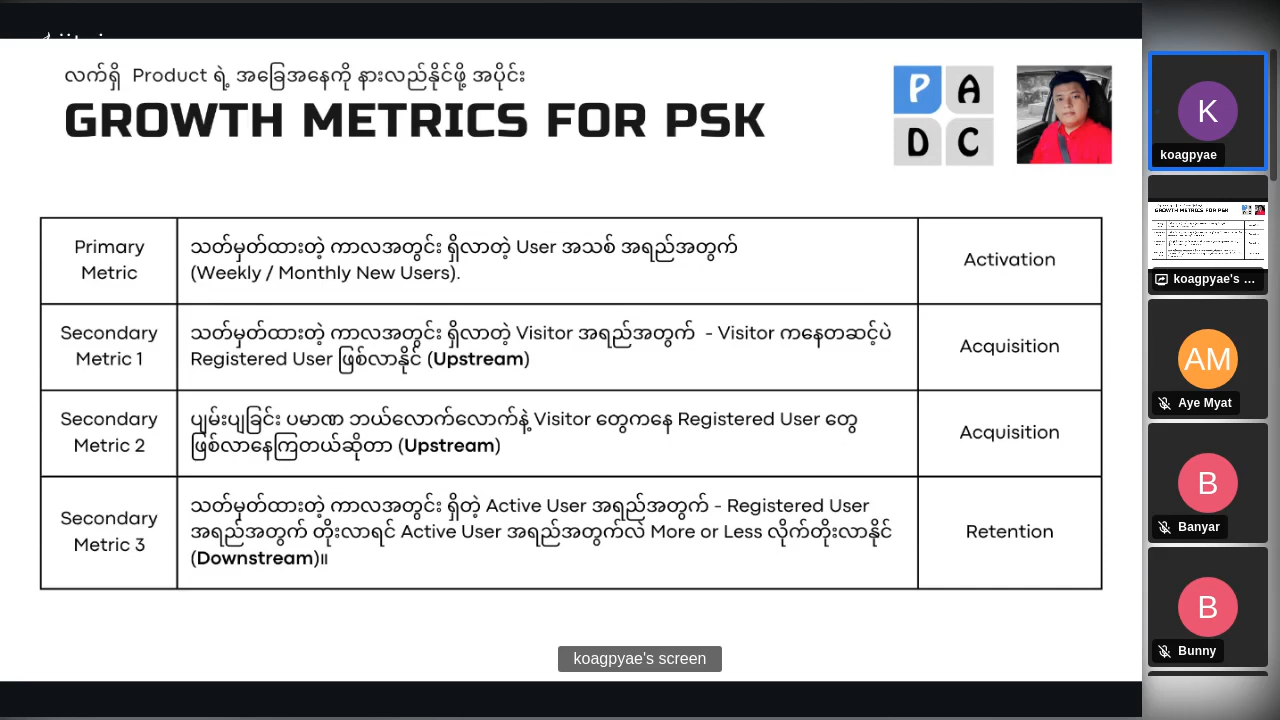 လက်ရှိ Product ရဲ့ အခြေအနေကို နားလည်နိုင်ဖို့ အပိုင်း
GROWTH METRICS FOR PSK
P A
D C
Primary
Metric
သတ်မှတ်ထားတဲ့ ကာလအတွင်း ရှိလာတဲ့ User အသစ် အရည်အတွက်
(Weekly / Monthly New Users).
Activation
Secondary
Metric 1
သတ်မှတ်ထားတဲ့ ကာလအတွင်း ရှိလာတဲ့ Visitor အရည်အတွက် - Visitor ကနေတဆင့်ပဲ
Registered User ဖြစ်လာနိုင် (Upstream)
Acquisition
Secondary
Metric 2
ပျမ်းပျခြင်း ပမာဏ ဘယ်လောက်လောက်နဲ့ Visitor တွေကနေ Registered User တွေ
ဖြစ်လာနေကြတယ်ဆိုတာ (Upstream)
Acquisition
Secondary
Metric 3
သတ်မှတ်ထားတဲ့ ကာလအတွင်း ရှိတဲ့ Active User အရည်အတွက် - Registered User
အရည်အတွက် တိုးလာရင် Active User အရည်အတွက်လဲ More or Less လိုက်တိုးလာနိုင်
(Downstream)။
Retention
koagpyae's screen
K
koagpyae
GROWTH METRICS FOR PSK
koagpyae's ...
AM
Aye Myat
B
Banyar
B
Bunny